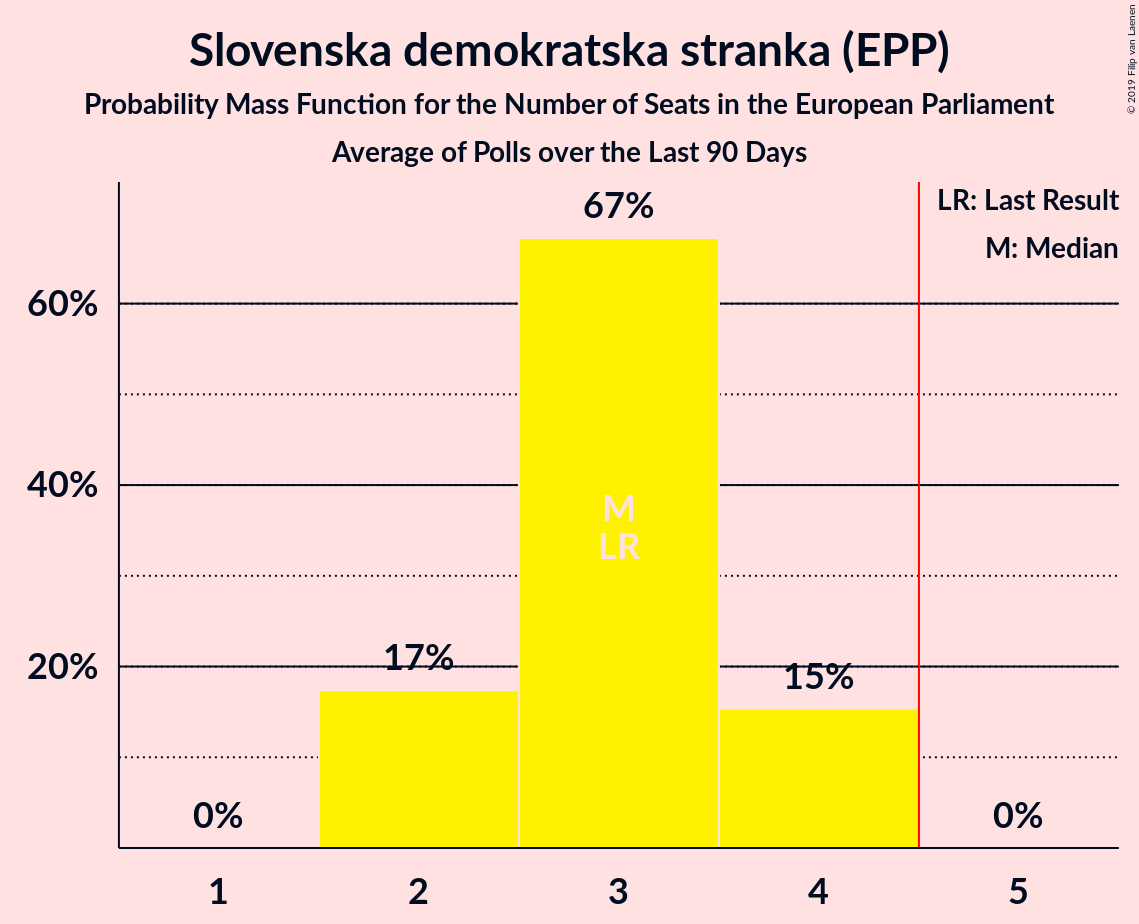 Slovenska demokratska stranka (EPP)
Probability Mass Function for the Number of Seats in the European Parliament
Average of Polls over the Last 90 Days
© 2019 Filip van Laenen
LR: Last Result
M: Median
67%
60%
40%
M
LR
17%
20%
15%
0%
0%
1
2
3
4
5